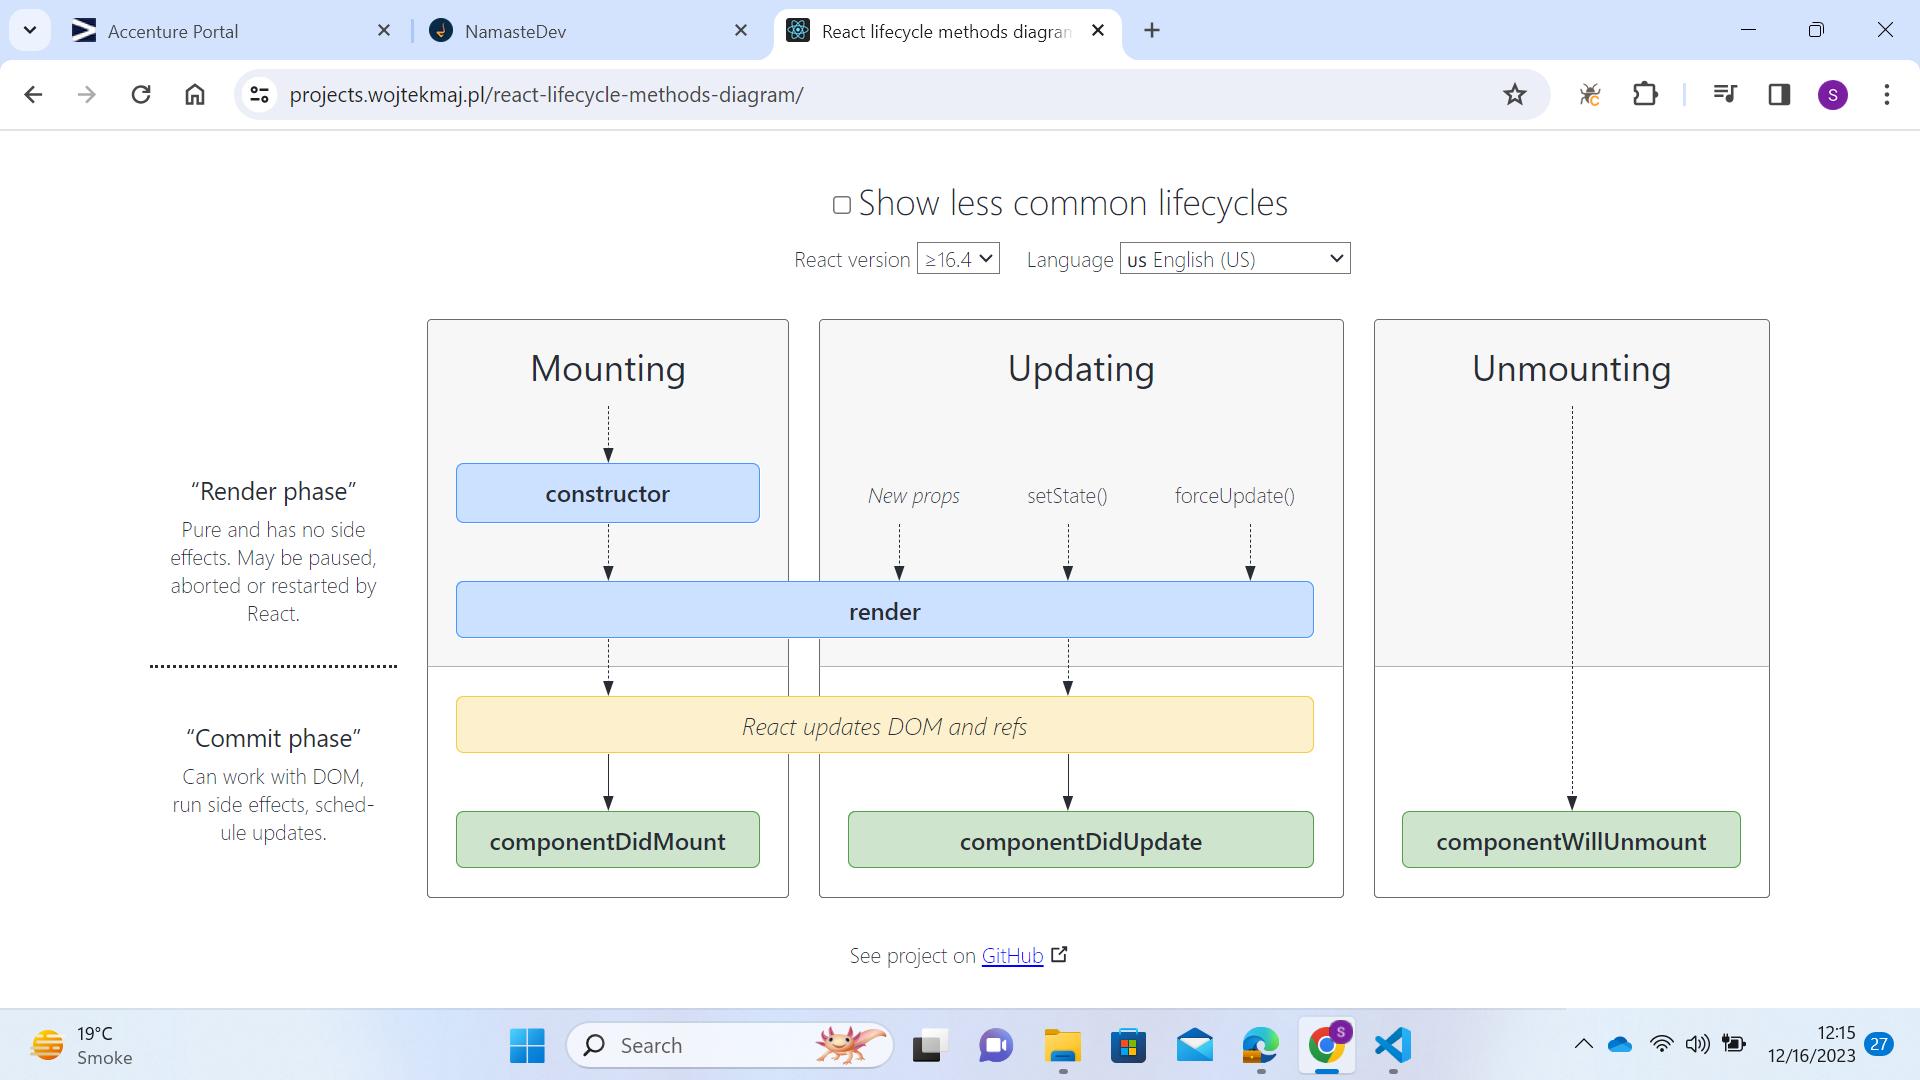 Accenture Portal
NamasteDev
React lifecycle methods diagran
projects.wojtekmaj.pl/react-lifecycle-methods-diagram/
S
Show less common lifecycles
React version ≥16.4 Language us English (US)
Mounting
Updating
Unmounting
“Render phase”
Pure and has no side
effects. May be paused,
aborted or restarted by
React.
constructor
New props
setState()
forceUpdate()
render
“Commit phase”
Can work with DOM,
run side effects, sched-
ule updates.
React updates DOM and refs
componentDidMount
componentDidUpdate
componentWillUnmount
See project on GitHub
19°C
Smoke
Search
S
12:15
12/16/2023
27